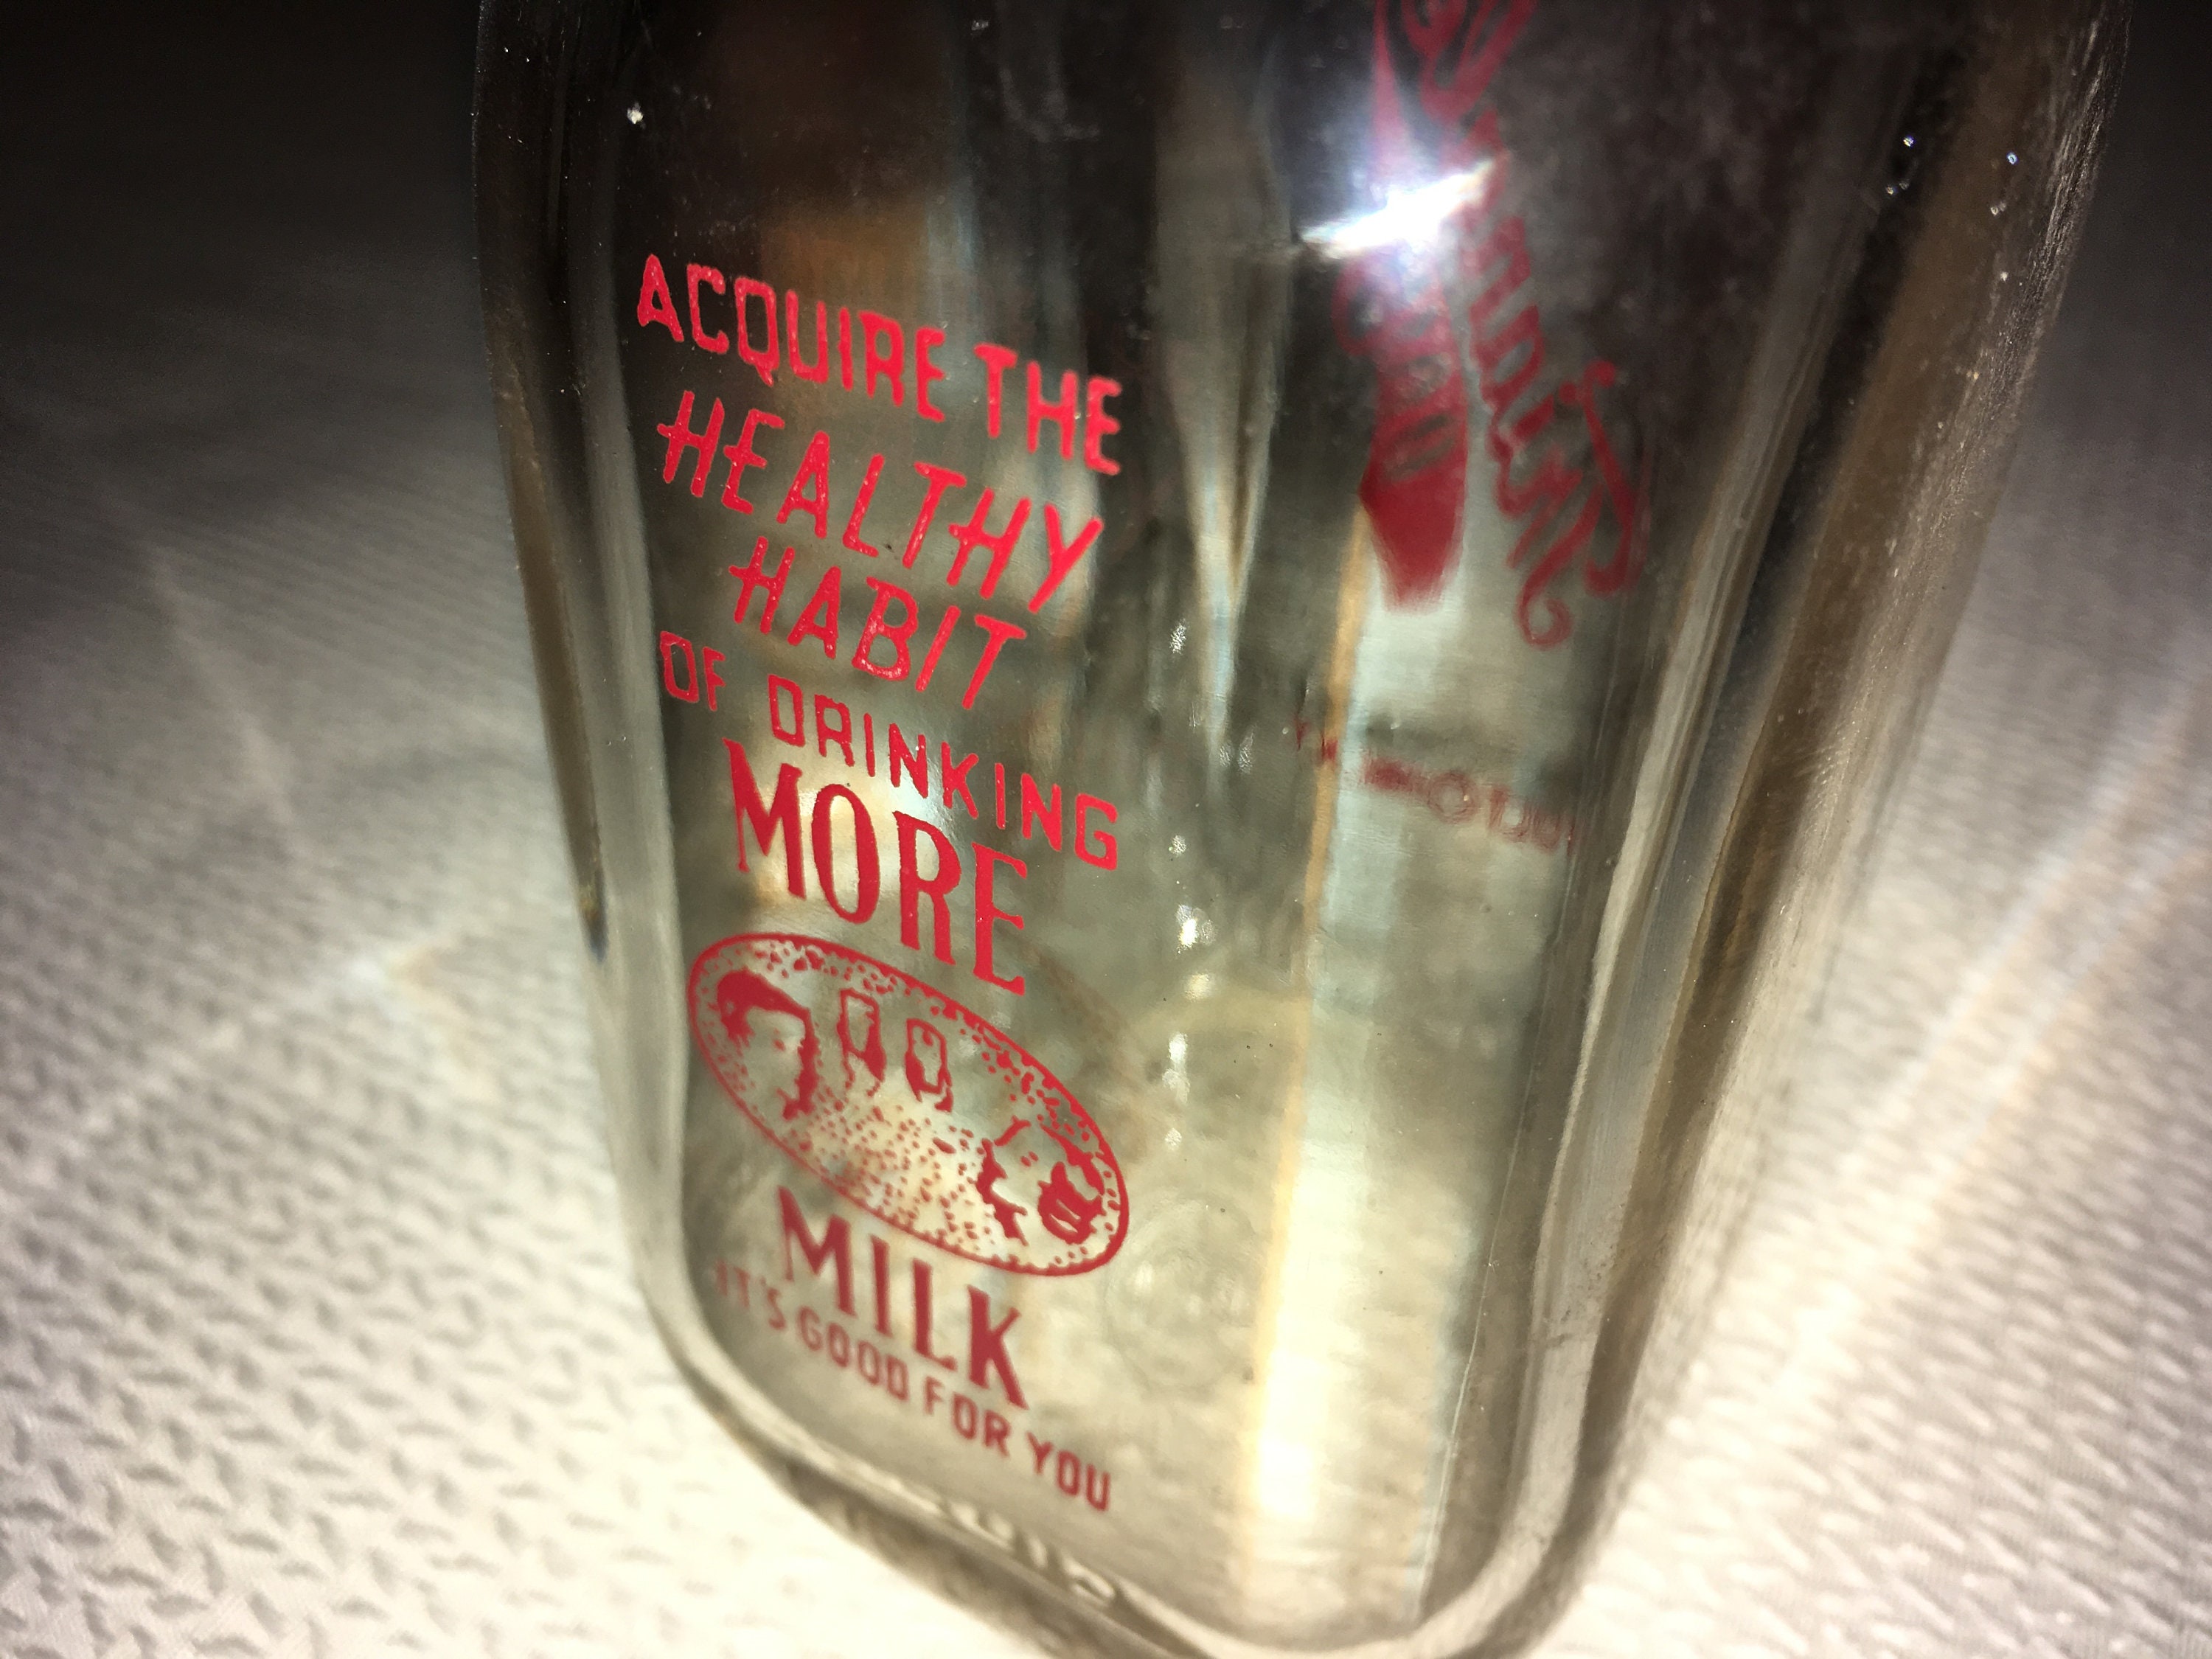 ACQUIRE THE
HEALTHY
HABIT
OF DRINKING
MORE
MILK
IT'S GOOD FOR YOU